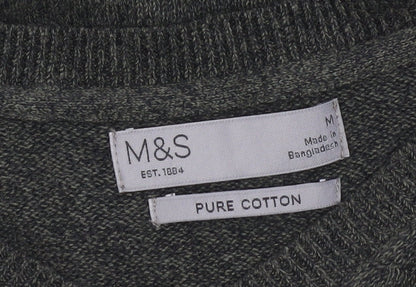 M&S
EST. 1884
M
Made in
Bangladesh
PURE COTTON